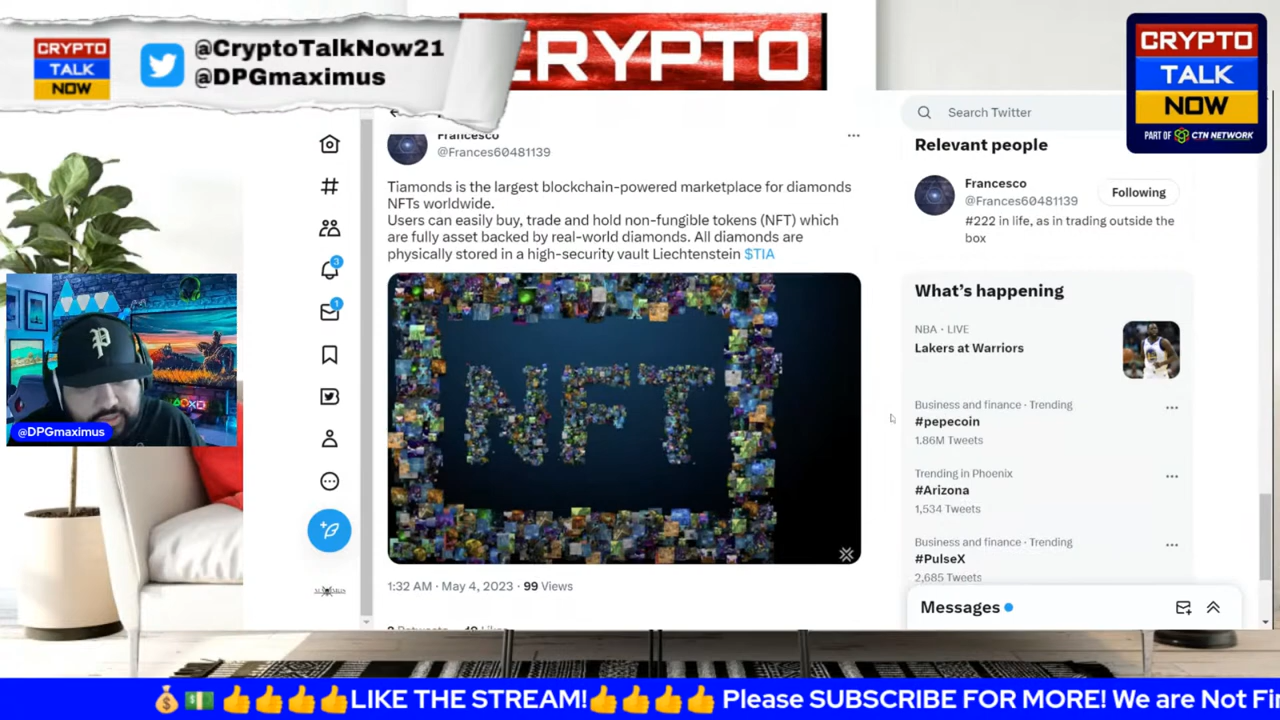 @CryptoTalkNow21
@DPGmaximus
CRYPTO
TALK
NOW
CRYPTO
CRYPTO
TALK
NOW
PART OF CTN NETWORK
Francesco
@Frances60481139
Tiamonds is the largest blockchain-powered marketplace for diamonds
NFTs worldwide.
Users can easily buy, trade and hold non-fungible tokens (NFT) which
are fully asset backed by real-world diamonds. All diamonds are
physically stored in a high-security vault Liechtenstein $TIA
NFT
1:32 AM · May 4, 2023 · 99 Views
Search Twitter
Relevant people
Francesco
@Frances60481139
Following
#222 in life, as in trading outside the
box
What's happening
NBA · LIVE
Lakers at Warriors
Business and finance · Trending
#pepecoin
1.86M Tweets
Trending in Phoenix
#Arizona
1,534 Tweets
Business and finance · Trending
#PulseX
2,685 Tweets
Messages
3
1
P
@DPGmaximus
LIKE THE STREAM! Please SUBSCRIBE FOR MORE! We are Not Fi